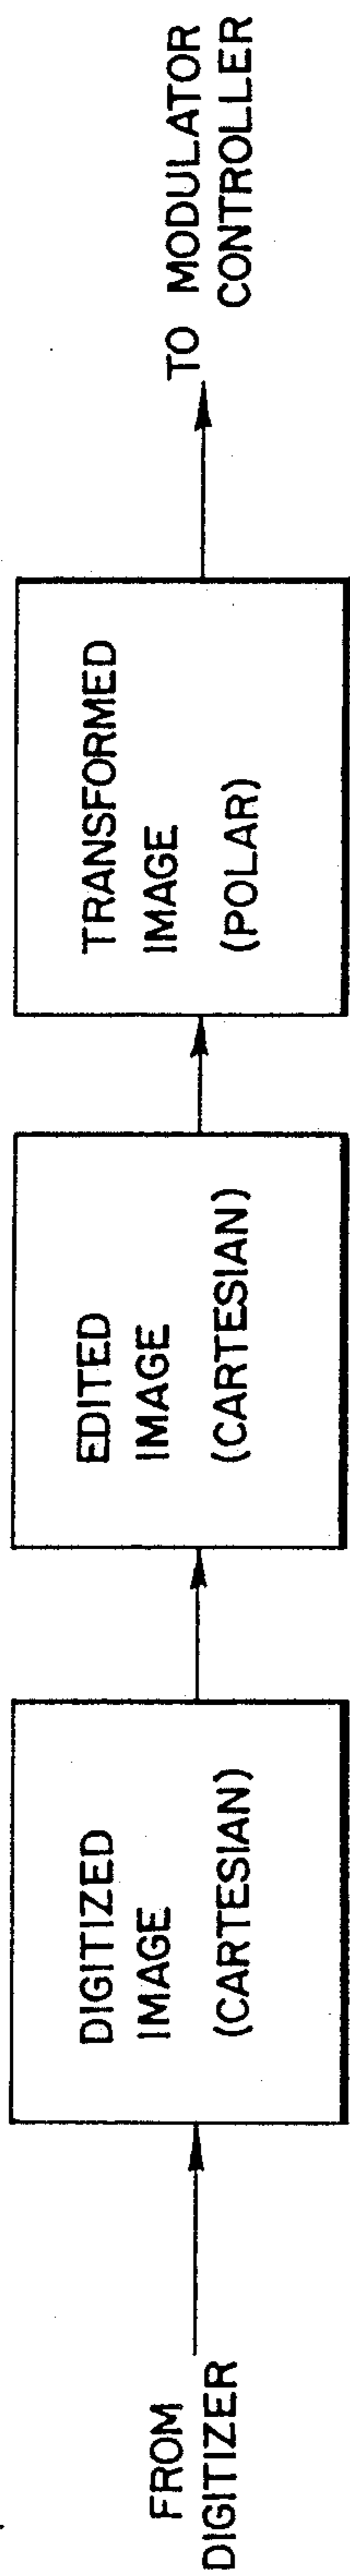 FROM
DIGITIZER
DIGITIZED
IMAGE
(CARTESIAN)
EDITED
IMAGE
(CARTESIAN)
TRANSFORMED
IMAGE
(POLAR)
TO MODULATOR
CONTROLLER